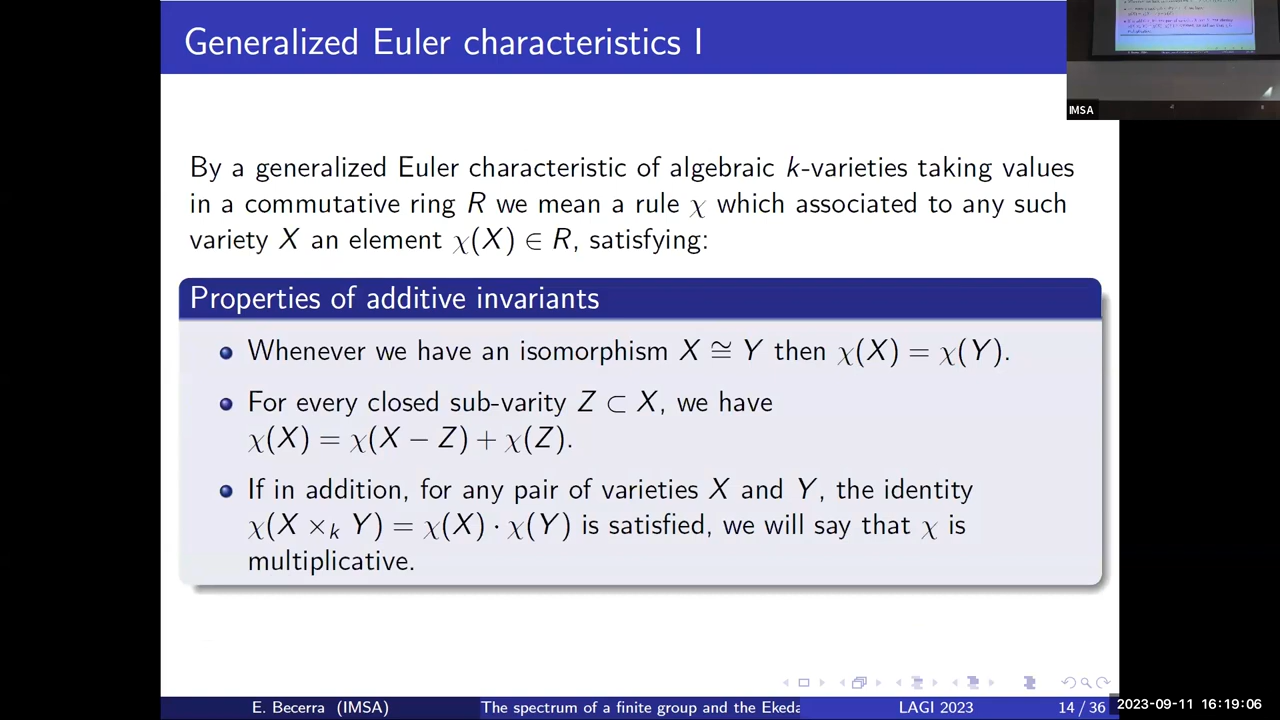 Generalized Euler characteristics I
IMSA
By a generalized Euler characteristic of algebraic k-varieties taking values
in a commutative ring R we mean a rule χ which associated to any such
variety X an element χ(X) ∈ R, satisfying:
Properties of additive invariants
Whenever we have an isomorphism X ≅ Y then χ(X) = χ(Y).
For every closed sub-varity Z ⊂ X, we have
χ(X) = χ(X − Z) + χ(Z).
If in addition, for any pair of varieties X and Y, the identity
χ(X ×ₖ Y) = χ(X) · χ(Y) is satisfied, we will say that χ is
multiplicative.
E. Becerra (IMSA) The spectrum of a finite group and the Ekeda LAGI 2023 14 / 36
2023-09-11 16:19:06